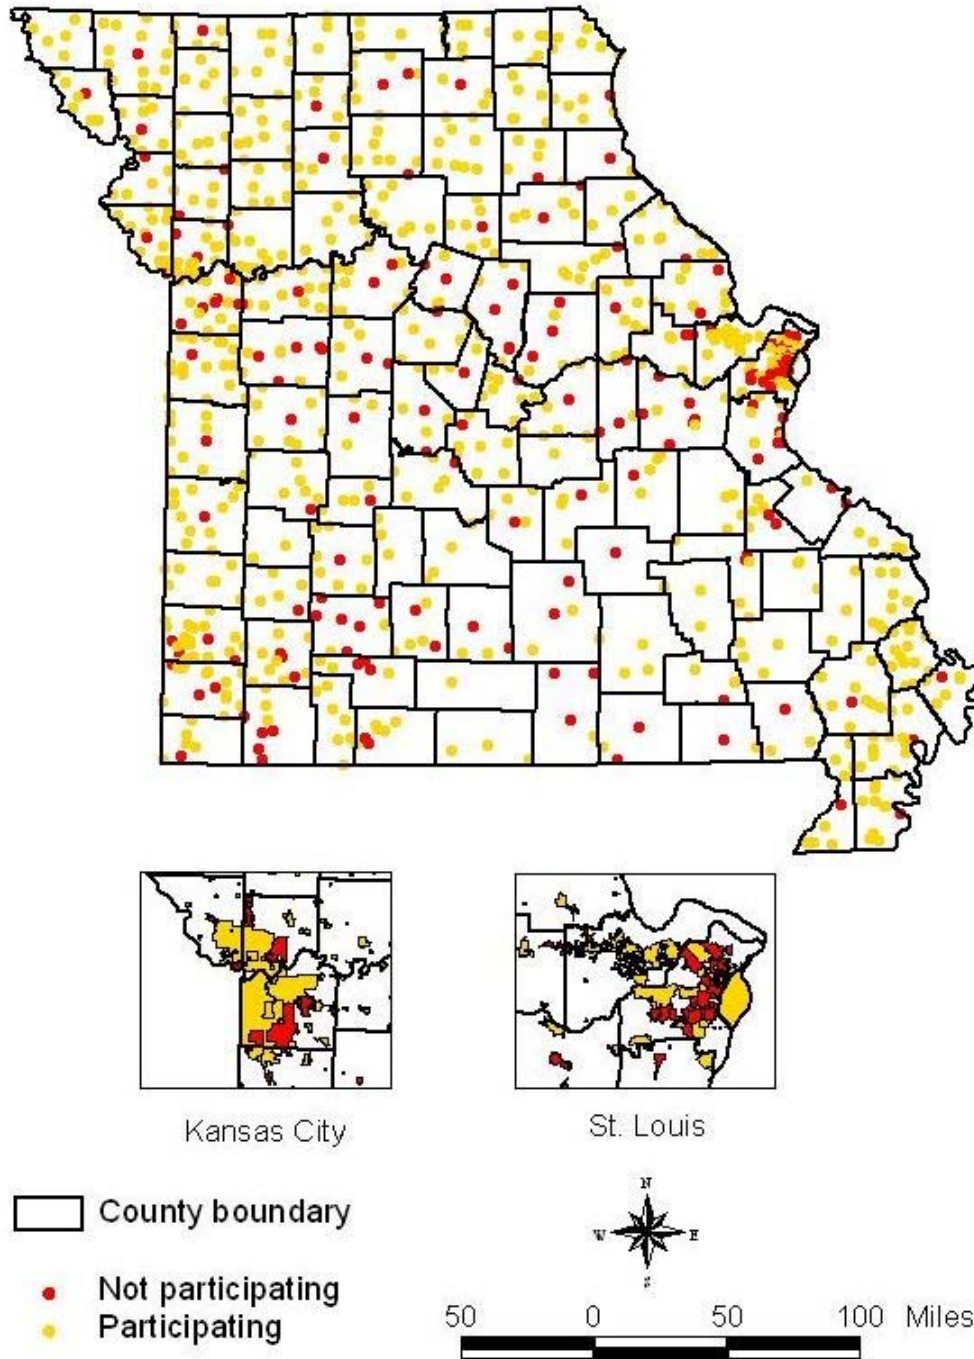 Kansas City
St. Louis
County boundary
N
W E
S
Not participating
Participating
50 0 50 100 Miles